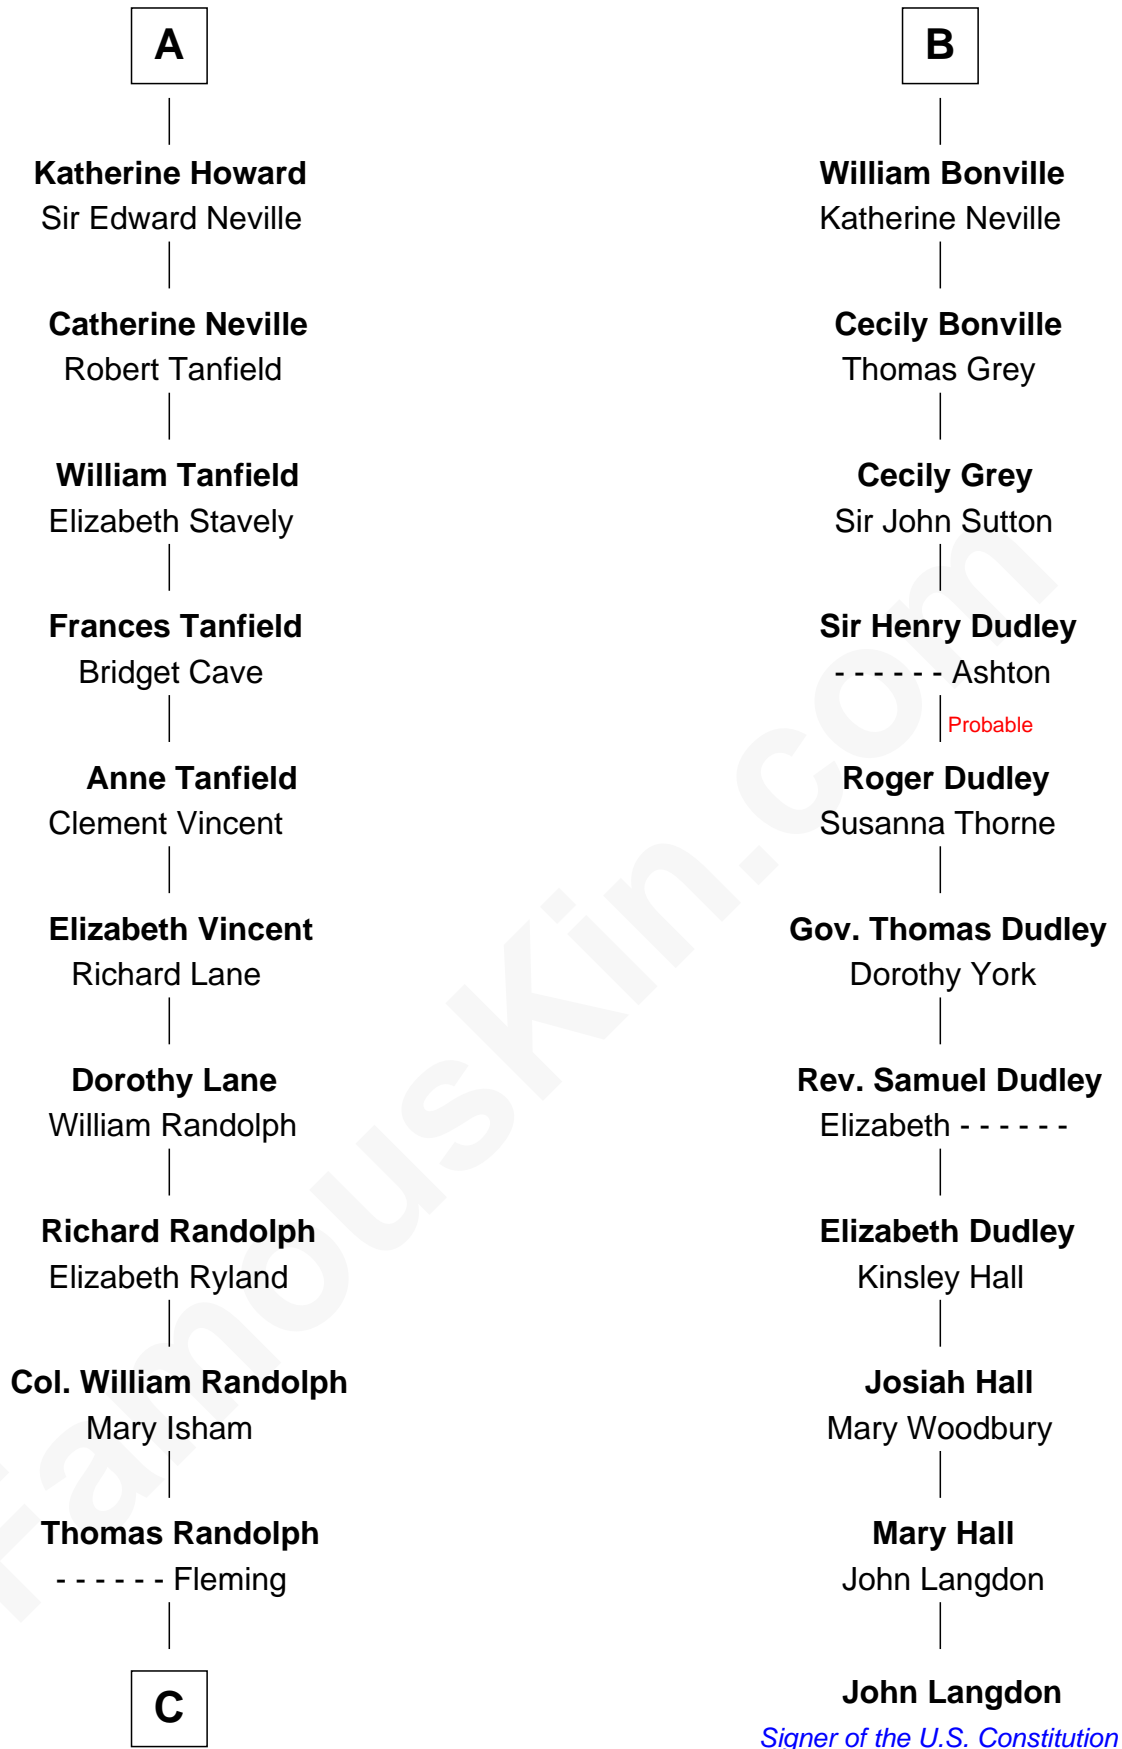 A
Katherine Howard
Sir Edward Neville
Catherine Neville
Robert Tanfield
William Tanfield
Elizabeth Stavely
Frances Tanfield
Bridget Cave
Anne Tanfield
Clement Vincent
Elizabeth Vincent
Richard Lane
Dorothy Lane
William Randolph
Richard Randolph
Elizabeth Ryland
Col. William Randolph
Mary Isham
Thomas Randolph
- - - - - - Fleming
C
B
William Bonville
Katherine Neville
Cecily Bonville
Thomas Grey
Cecily Grey
Sir John Sutton
Sir Henry Dudley
- - - - - - Ashton
Probable
Roger Dudley
Susanna Thorne
Gov. Thomas Dudley
Dorothy York
Rev. Samuel Dudley
Elizabeth - - - - - -
Elizabeth Dudley
Kinsley Hall
Josiah Hall
Mary Woodbury
Mary Hall
John Langdon
John Langdon
Signer of the U.S. Constitution
FamousKin.com